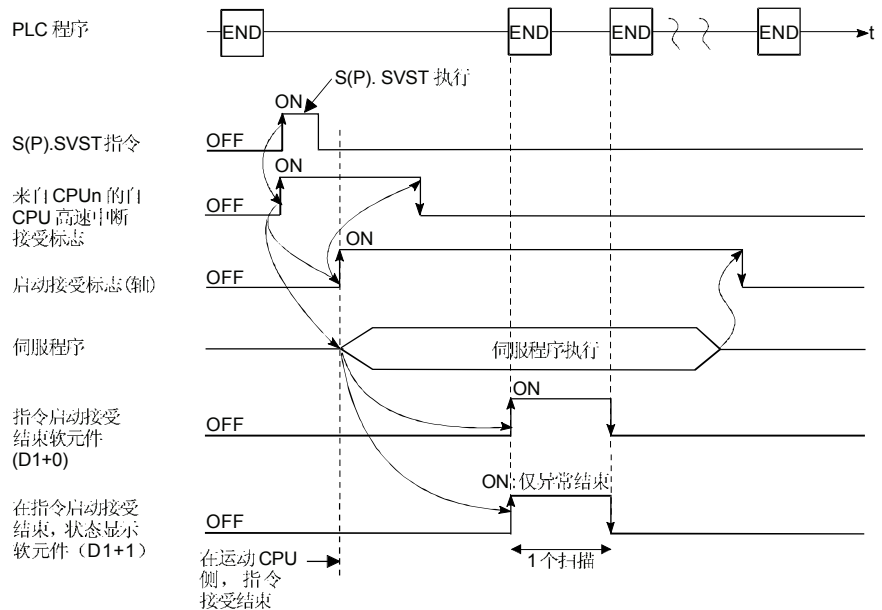 PLC 程序
END
END
END
END
t
S(P). SVST 执行
ON
S(P).SVST指令
OFF
ON
来自 CPUn 的自
CPU 高速中断
接受标志
OFF
ON
启动接受标志(轴)
OFF
伺服程序
伺服程序执行
ON
指令启动接受
结束软元件
(D1+0)
OFF
ON:仅异常结束
在指令启动接受
结束，状态显示
软元件（D1+1）
OFF
在运动 CPU
侧，指令
接受结束
1个扫描